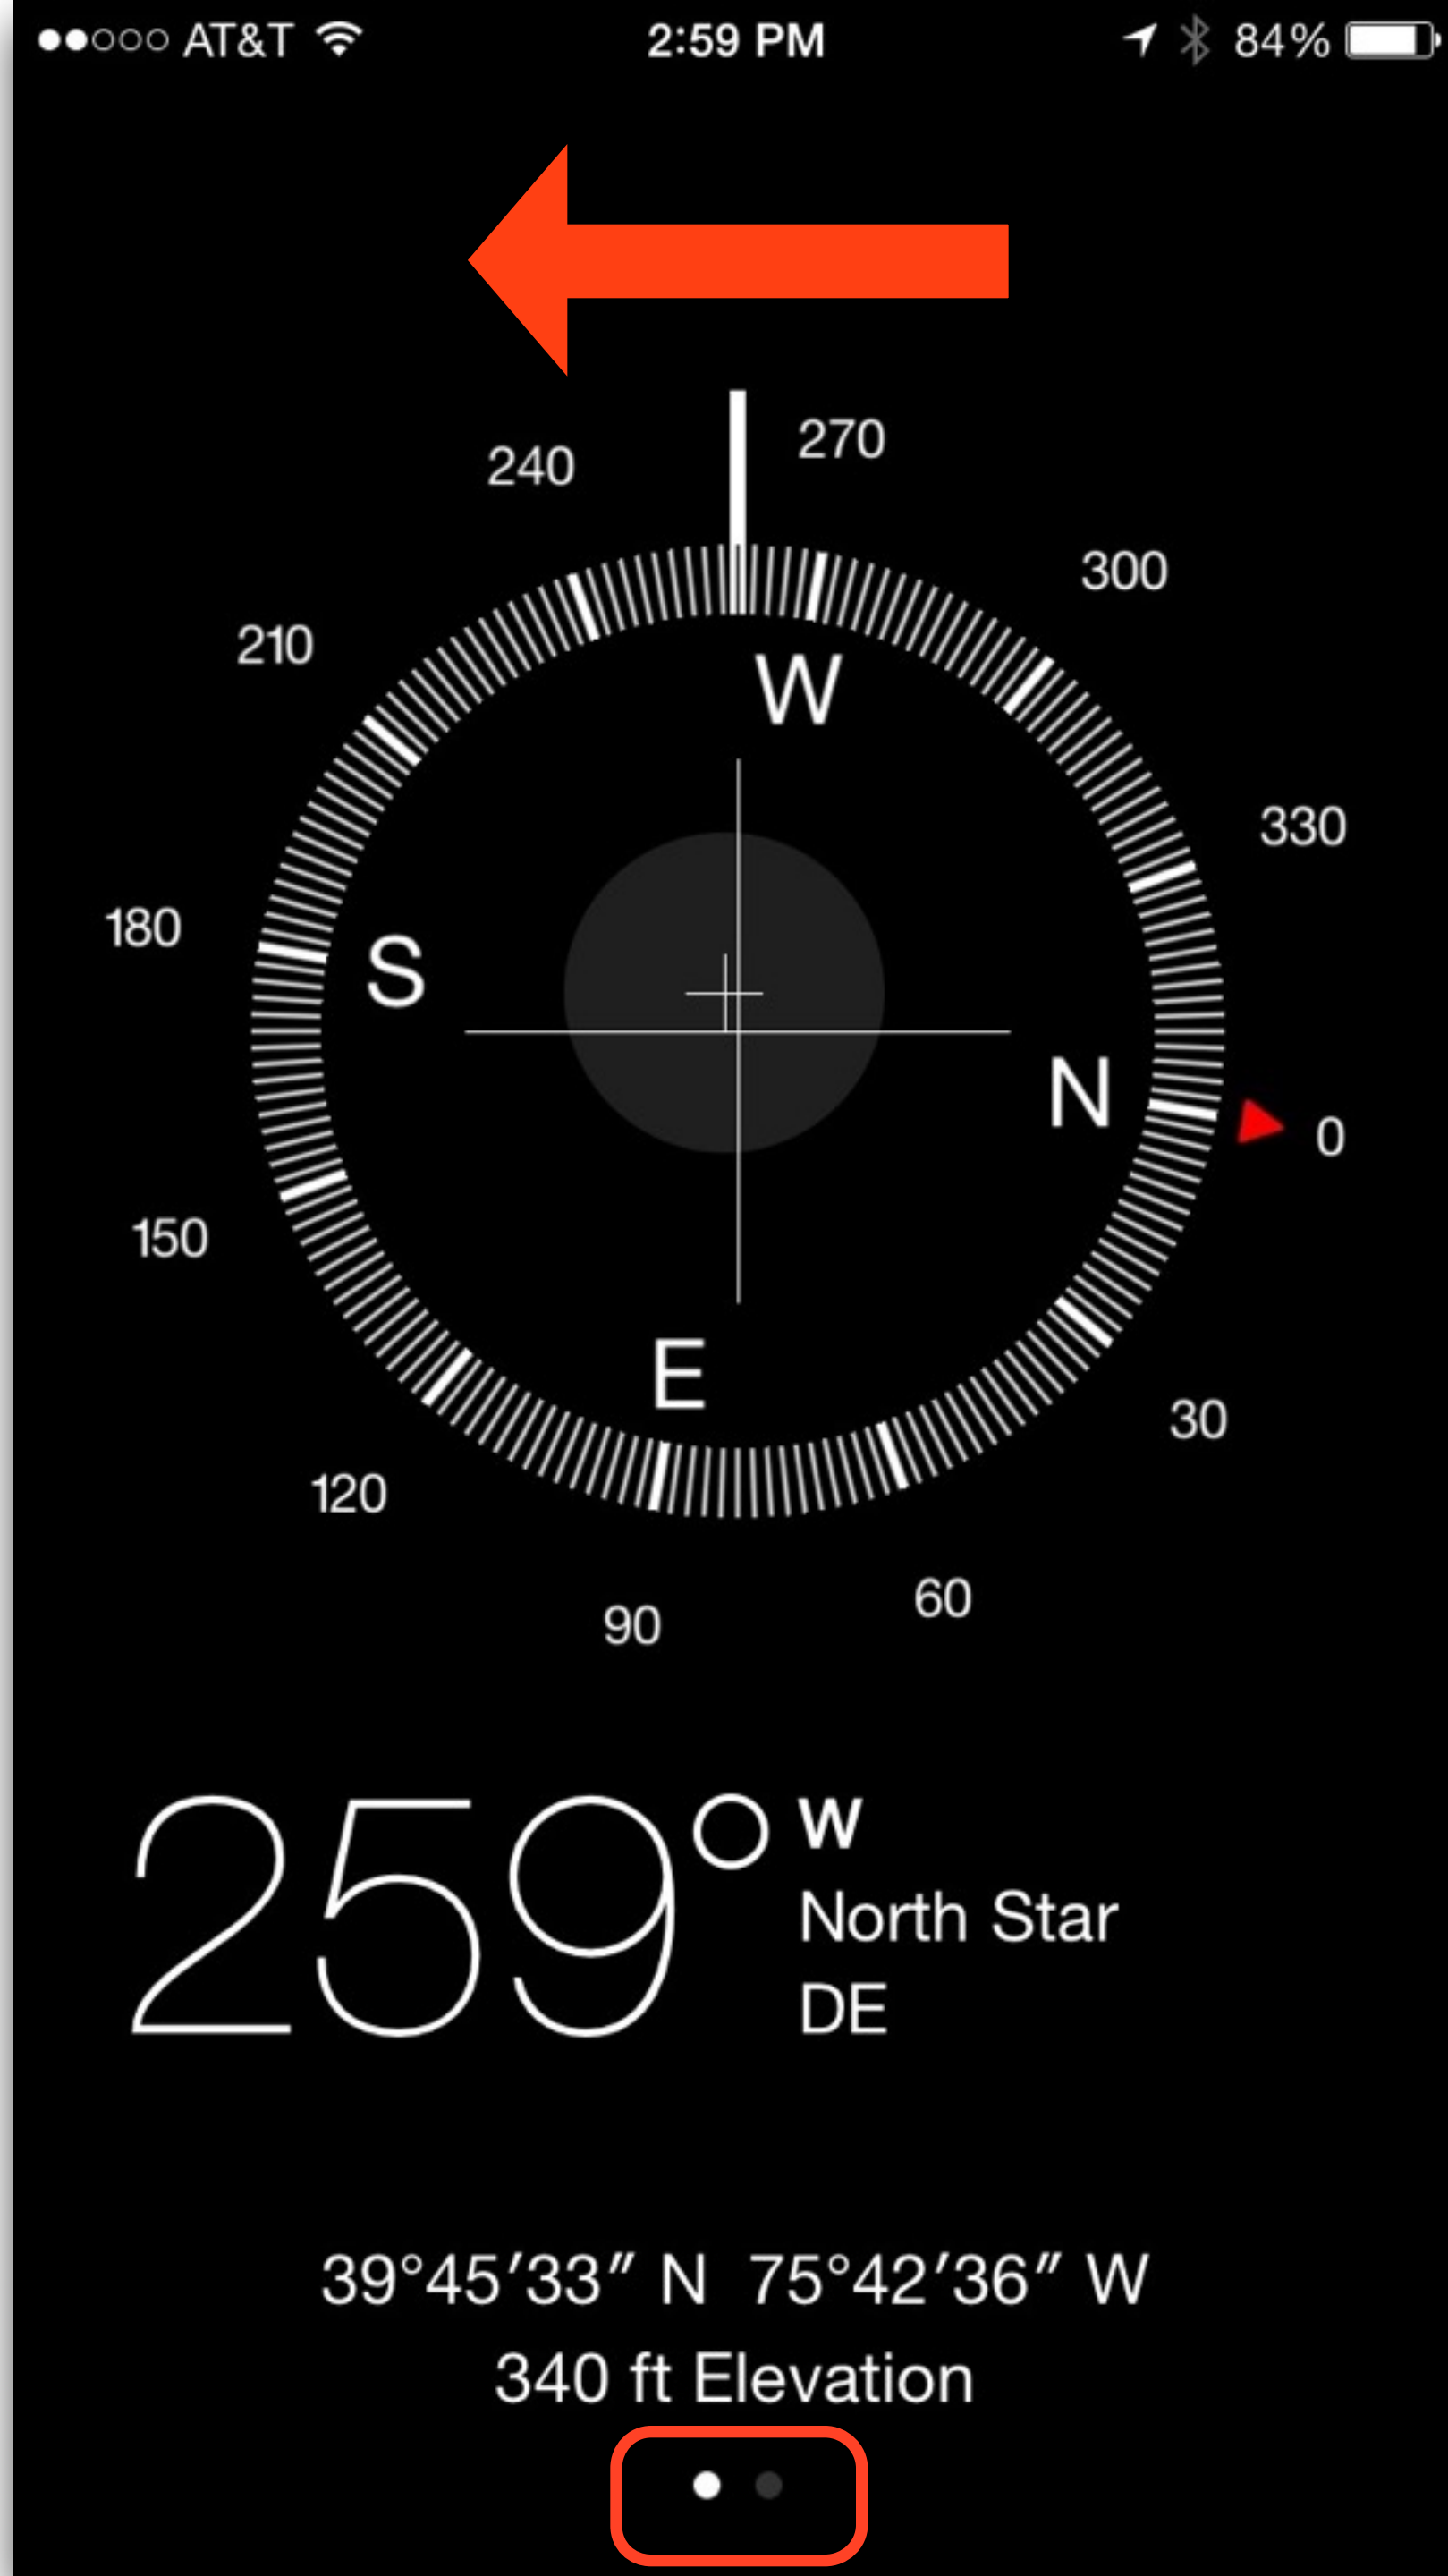 AT&T 2:59 PM 84%
270
240
300
210
W
330
180
S
N
0
150
E
30
120
60
90
259° W
North Star
DE
39°45′33″ N 75°42′36″ W
340 ft Elevation